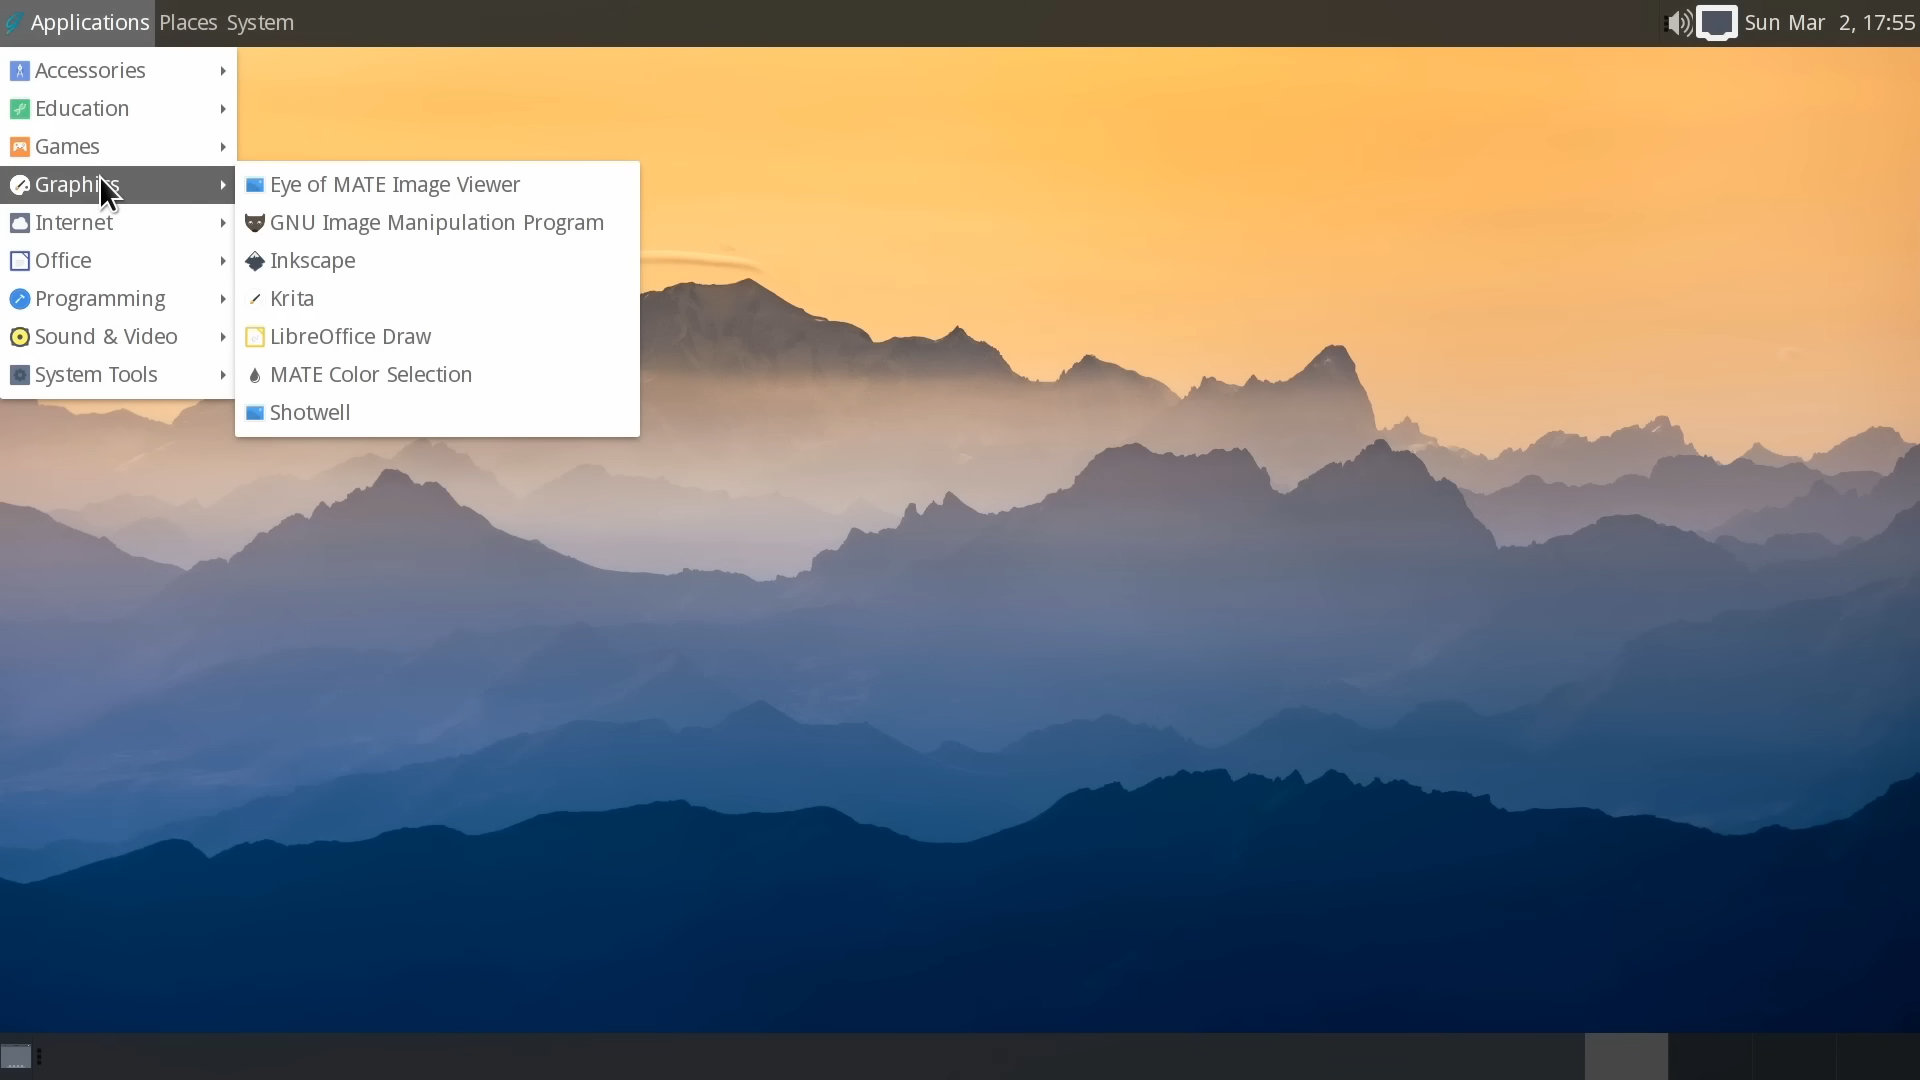 Applications Places System
Sun Mar 2, 17:55
Accessories
Education
Games
Graphics
Internet
Office
Programming
Sound & Video
System Tools
Eye of MATE Image Viewer
GNU Image Manipulation Program
Inkscape
Krita
LibreOffice Draw
MATE Color Selection
Shotwell